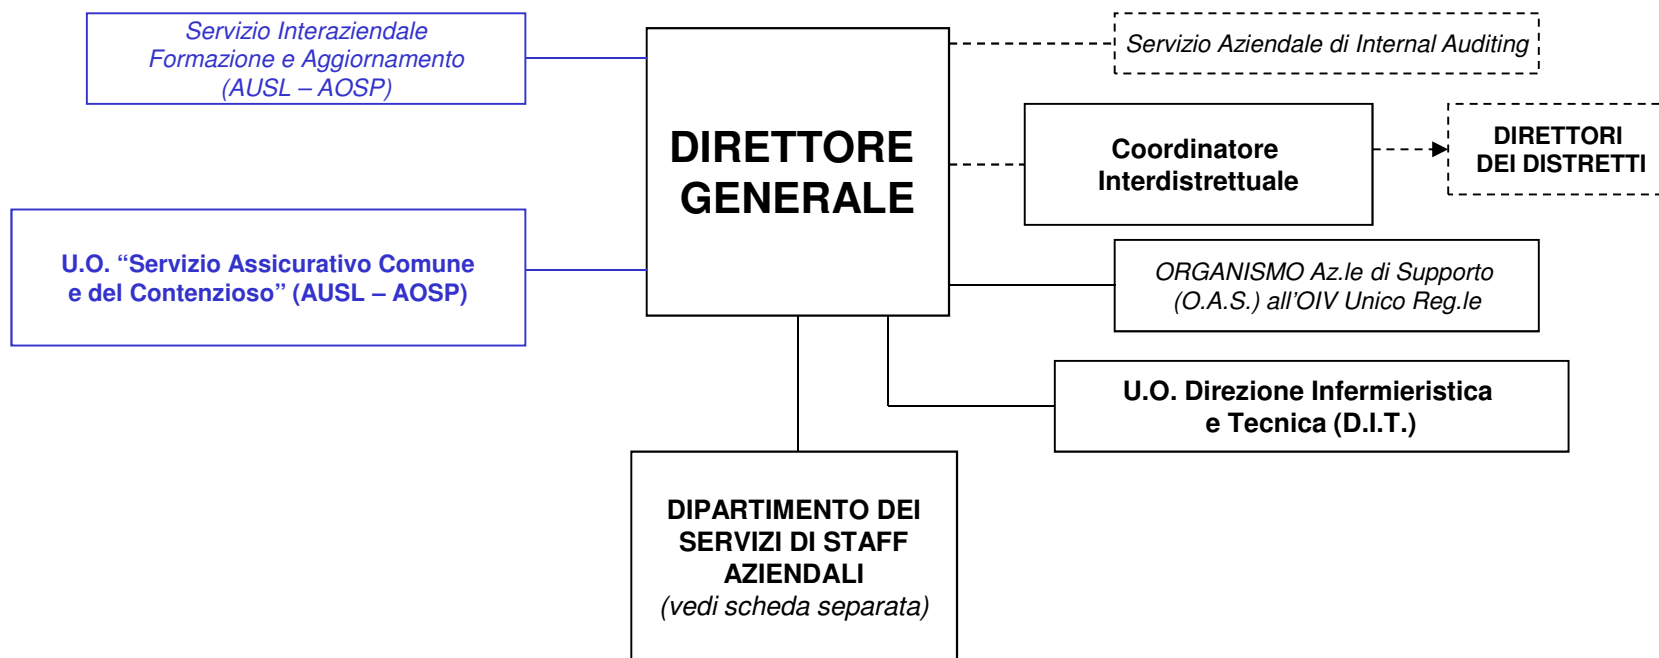 Servizio Interaziendale
Formazione e Aggiornamento
(AUSL – AOSP)
Servizio Aziendale di Internal Auditing
DIRETTORE
GENERALE
Coordinatore
Interdistrettuale
DIRETTORI
DEI DISTRETTI
U.O. “Servizio Assicurativo Comune
e del Contenzioso” (AUSL – AOSP)
ORGANISMO Az.le di Supporto
(O.A.S.) all’OIV Unico Reg.le
U.O. Direzione Infermieristica
e Tecnica (D.I.T.)
DIPARTIMENTO DEI
SERVIZI DI STAFF
AZIENDALI
(vedi scheda separata)